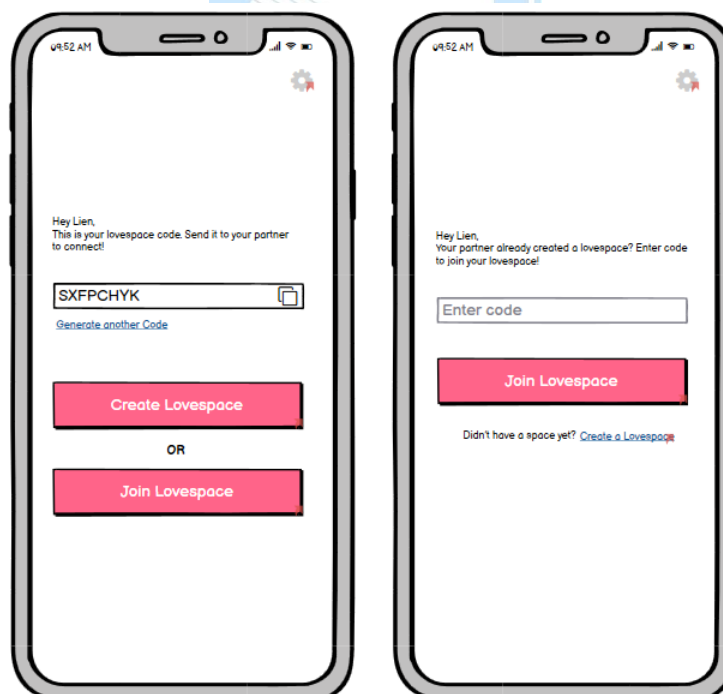 09:52 AM
Hey Lien,
This is your lovespace code. Send it to your partner
to connect!
SXFPCHYK
Generate another Code
Create Lovespace
OR
Join Lovespace
09:52 AM
Hey Lien,
Your partner already created a lovespace? Enter code
to join your lovespace!
Enter code
Join Lovespace
Didn't have a space yet? Create a Lovespace